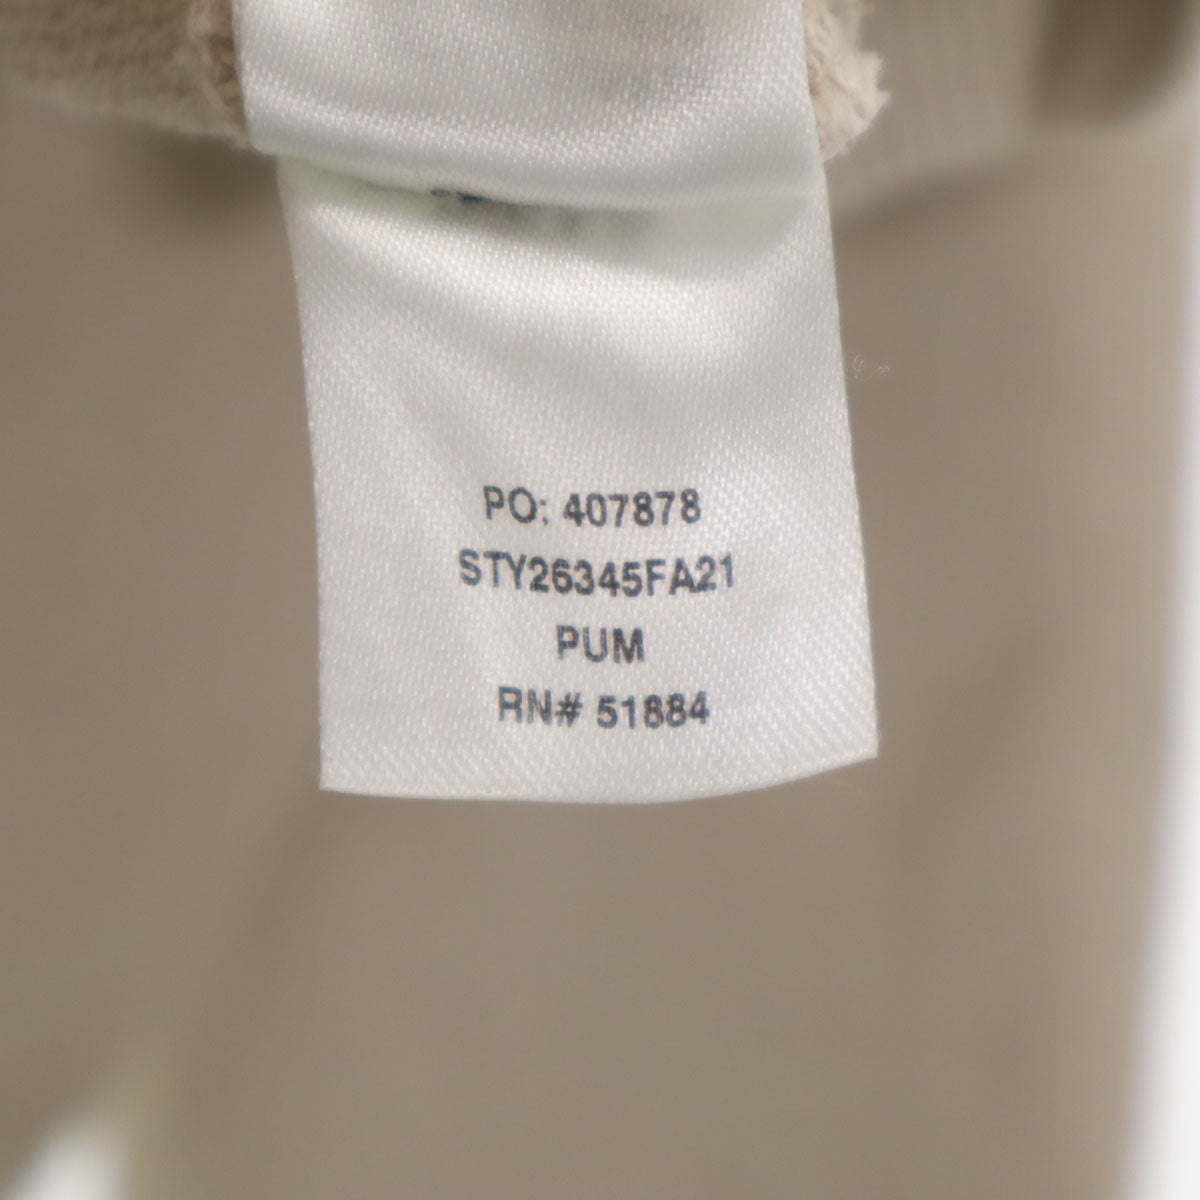 PO: 407878
STY26345FA21
PUM
RN# 51884